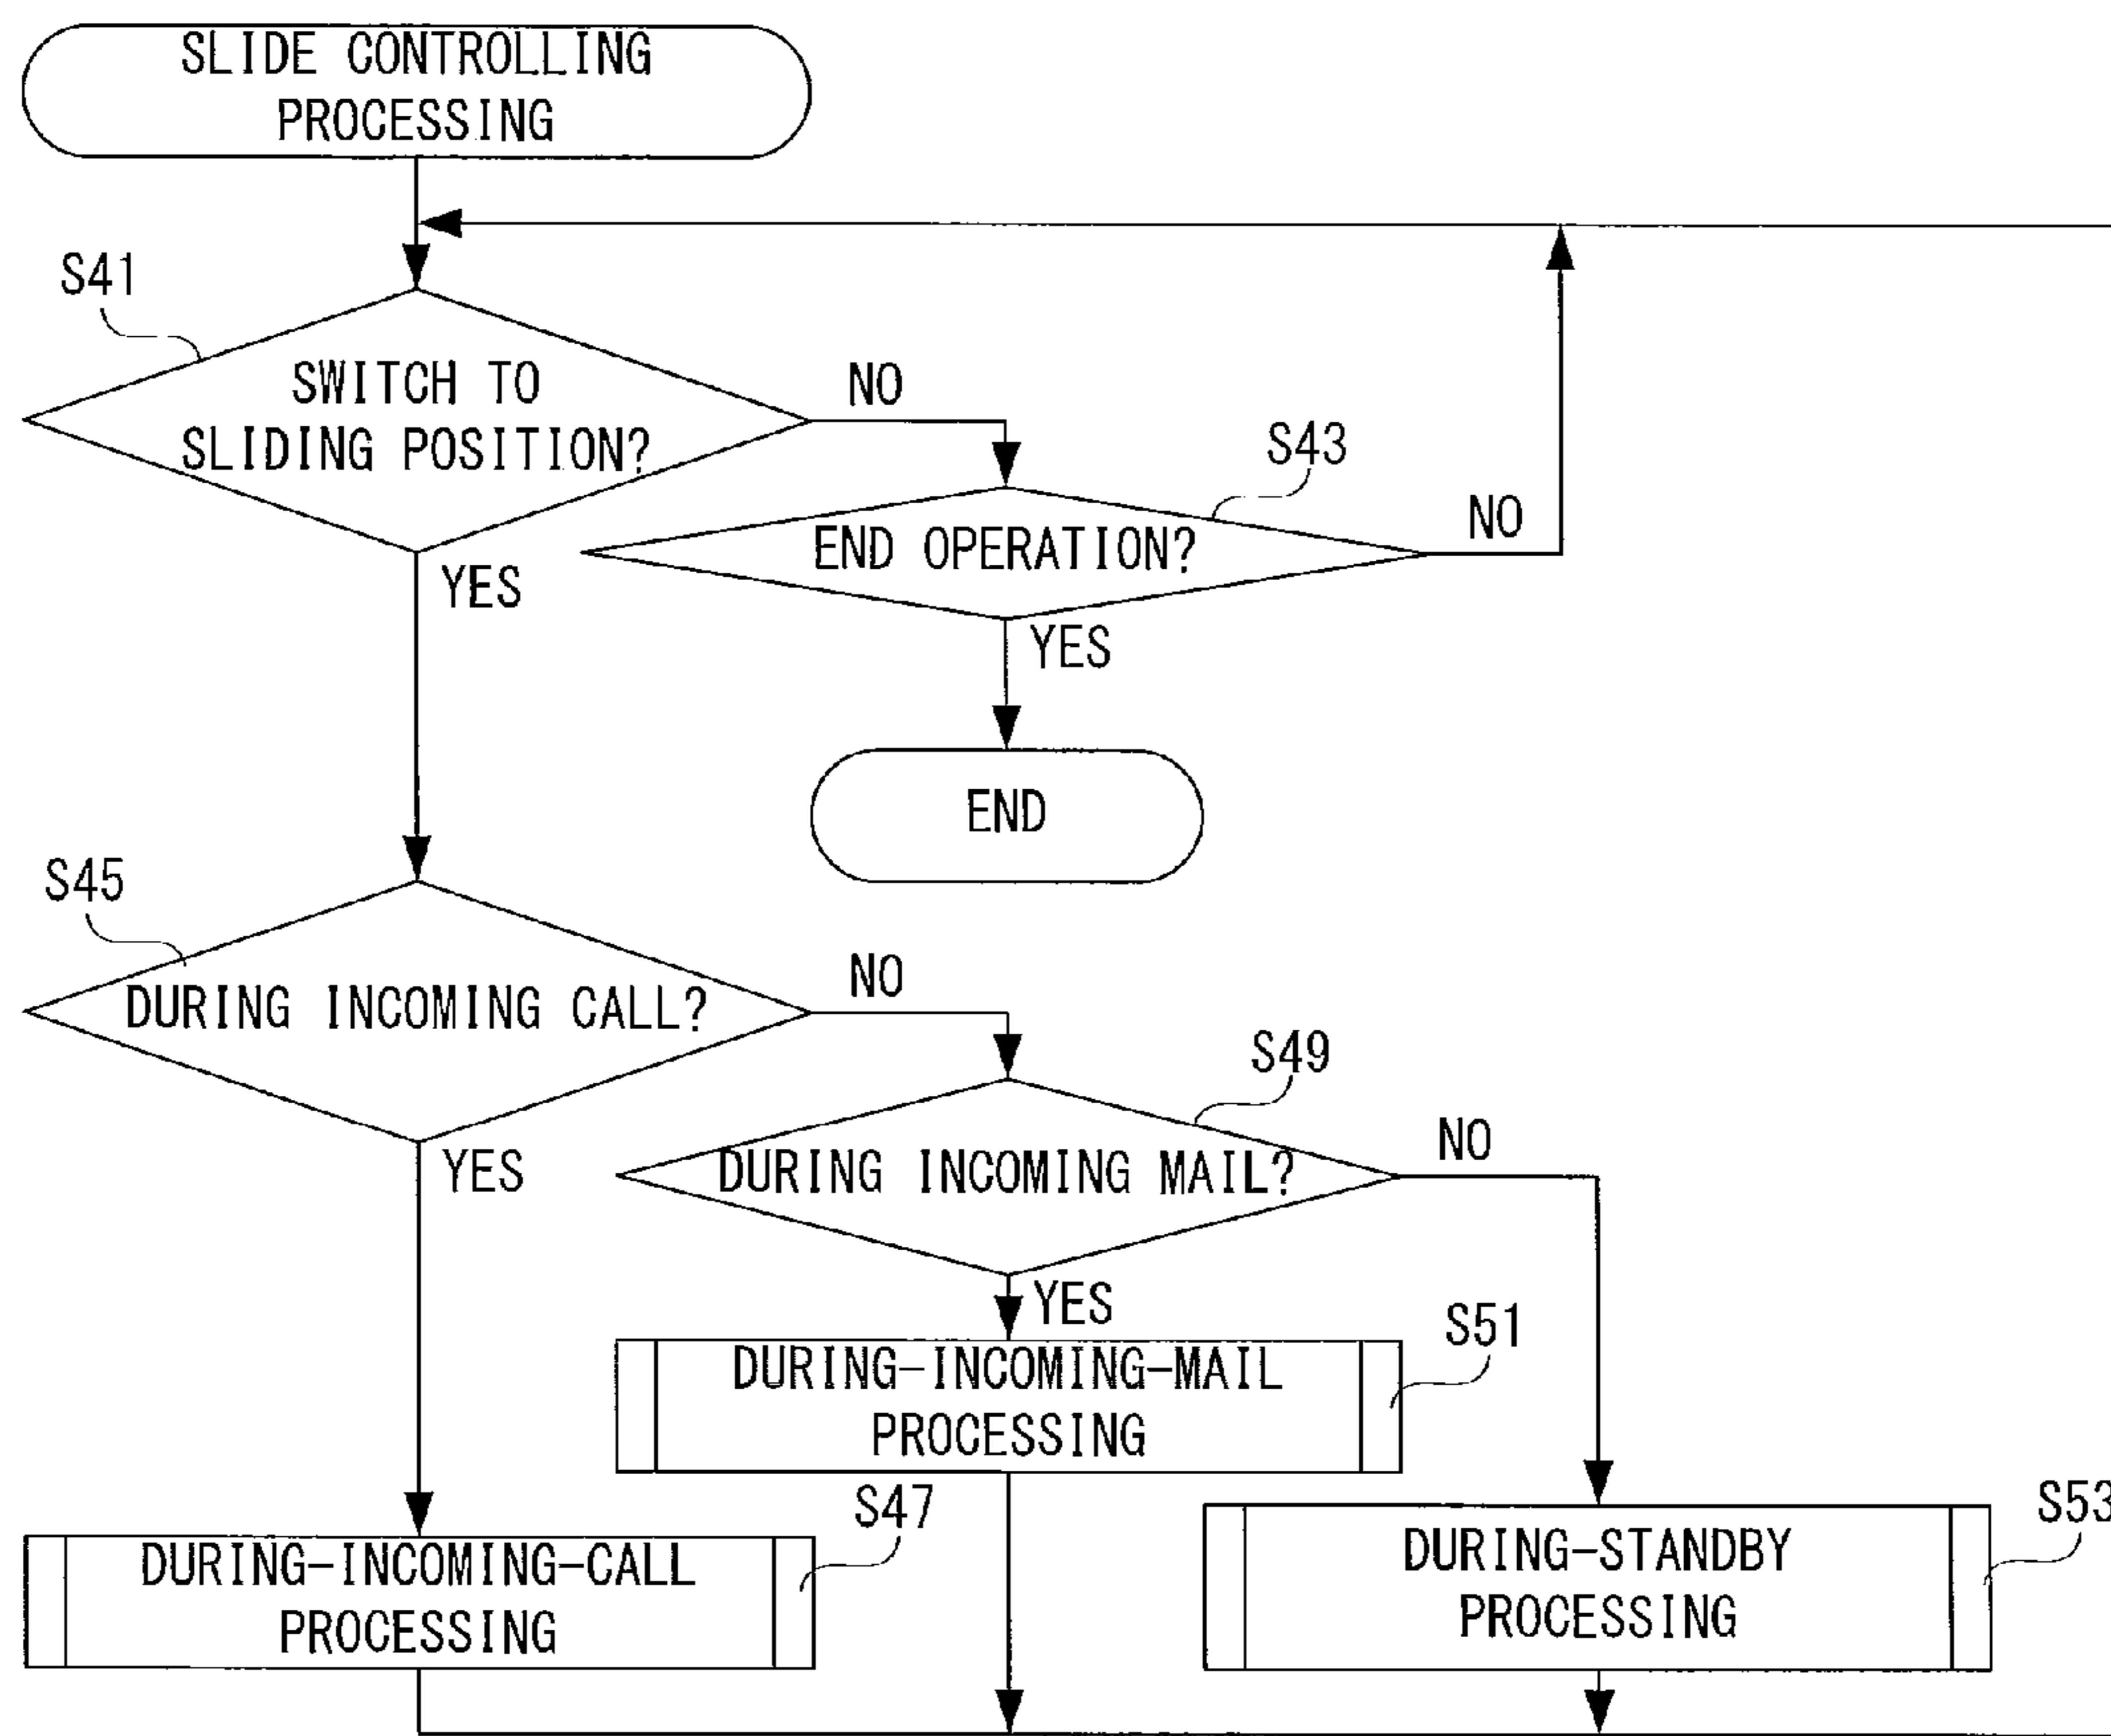 SLIDE CONTROLLING
PROCESSING
S41
SWITCH TO
SLIDING POSITION?
NO
S43
END OPERATION?
NO
YES
YES
END
S45
DURING INCOMING CALL?
NO
S49
DURING INCOMING MAIL?
NO
YES
YES
S51
DURING-INCOMING-MAIL
PROCESSING
S47
S53
DURING-INCOMING-CALL
PROCESSING
DURING-STANDBY
PROCESSING